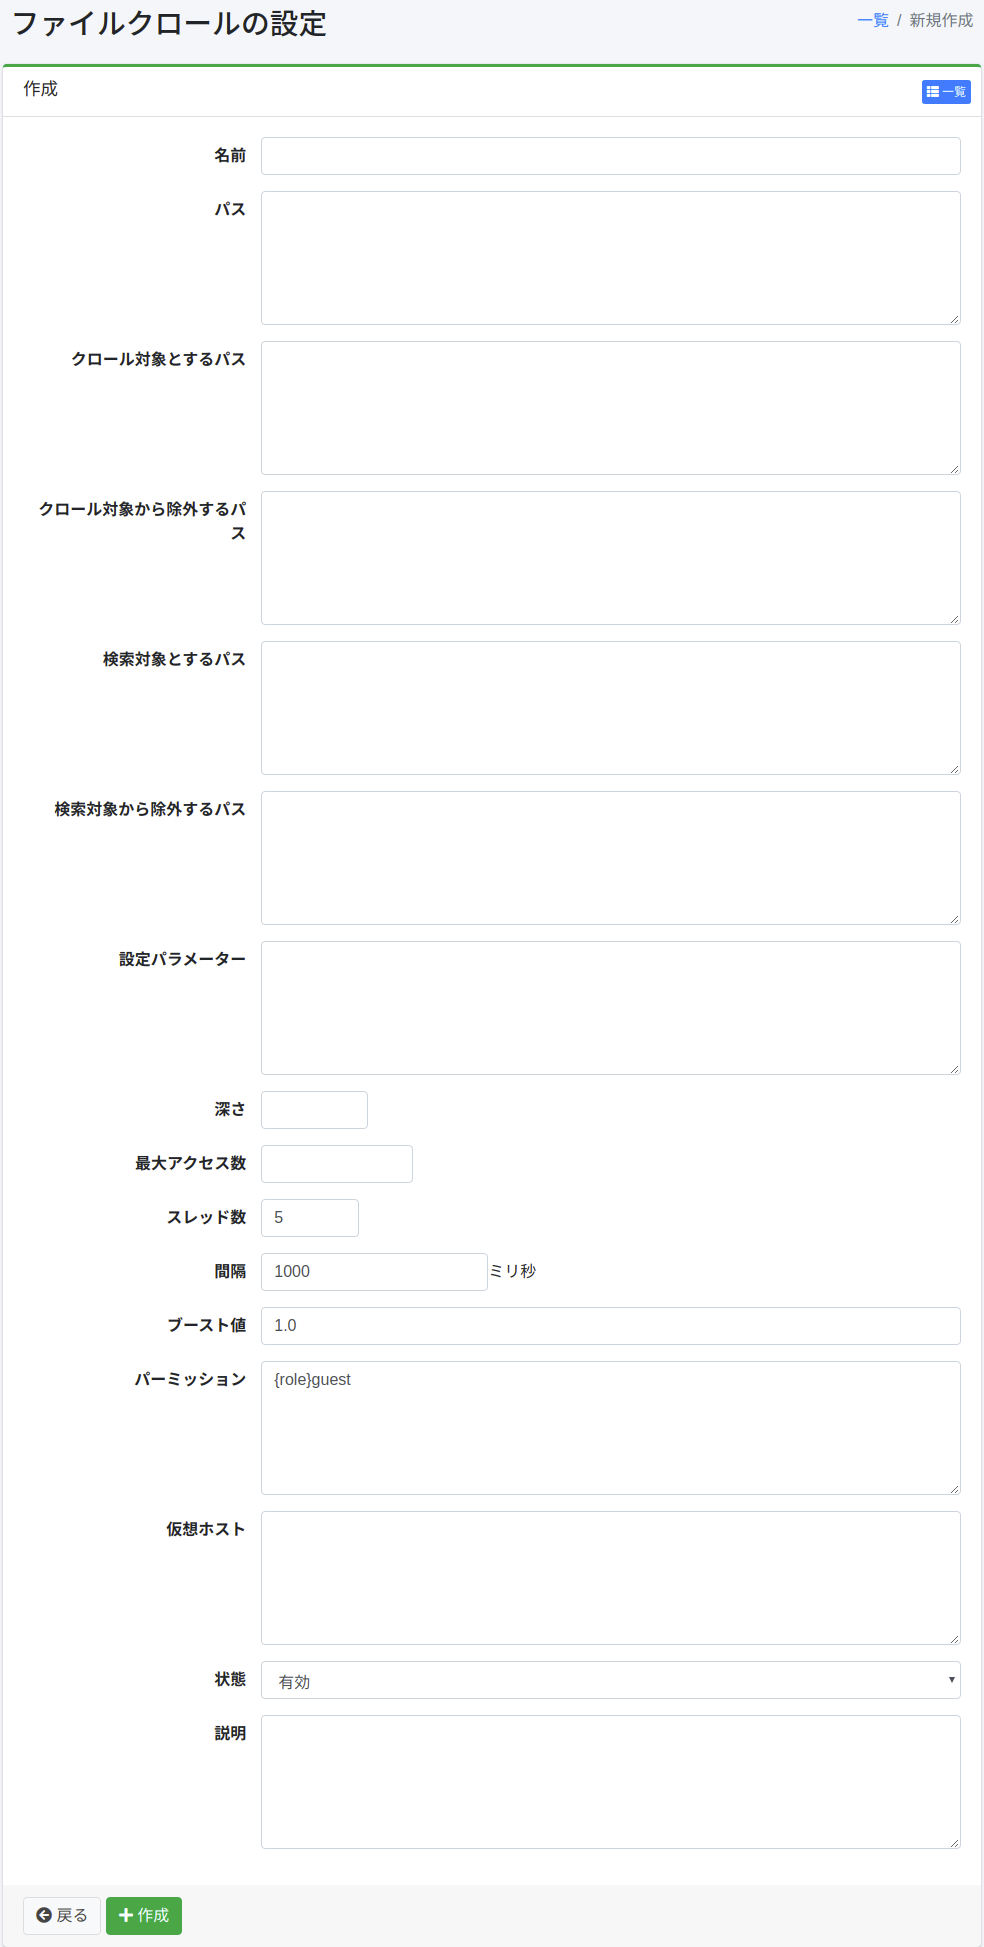 ファイルクロールの設定
一覧 / 新規作成
作成
一覧
名前
パス
クロール対象とするパス
クロール対象から除外するパ
ス
検索対象とするパス
検索対象から除外するパス
設定パラメーター
深さ
最大アクセス数
スレッド数 5
間隔 1000 ミリ秒
ブースト値 1.0
パーミッション {role}guest
仮想ホスト
状態 有効
説明
戻る 作成